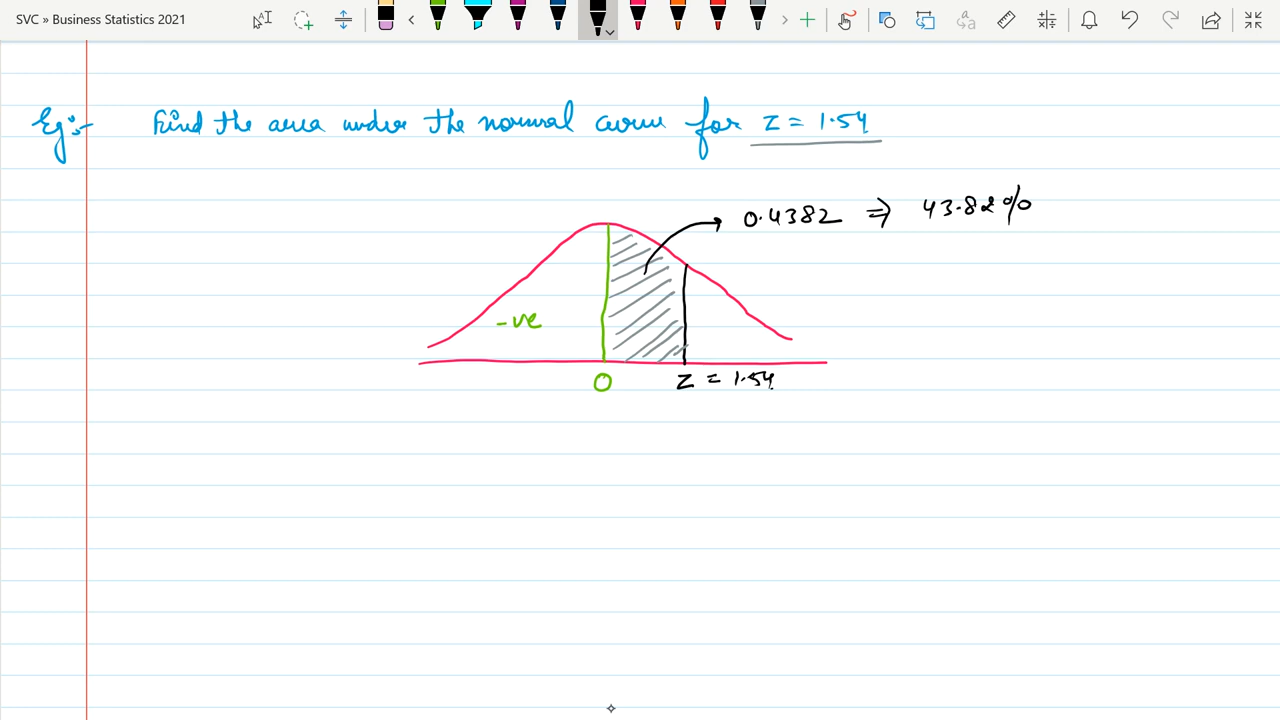 SVC » Business Statistics 2021
Eg:- Find the area under the normal curve for z = 1.54
0.4382 ⇒ 43.82%
-ve
0 z = 1.54